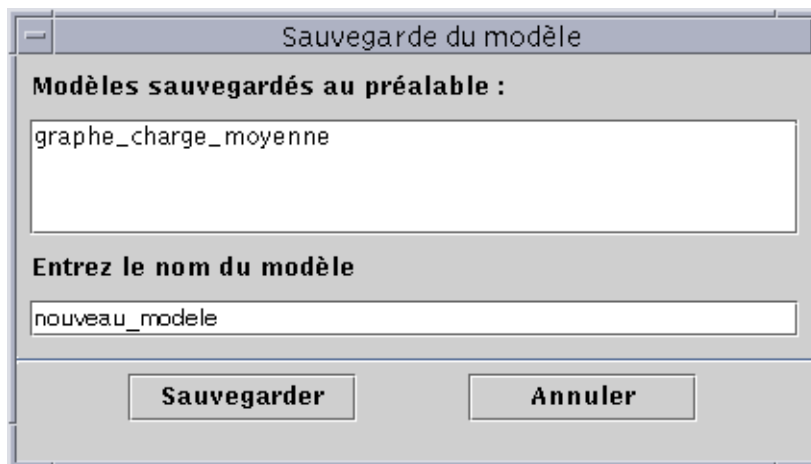 Sauvegarde du modèle
Modèles sauvegardés au préalable :
graphe_charge_moyenne
Entrez le nom du modèle
nouveau_modele
Sauvegarder
Annuler